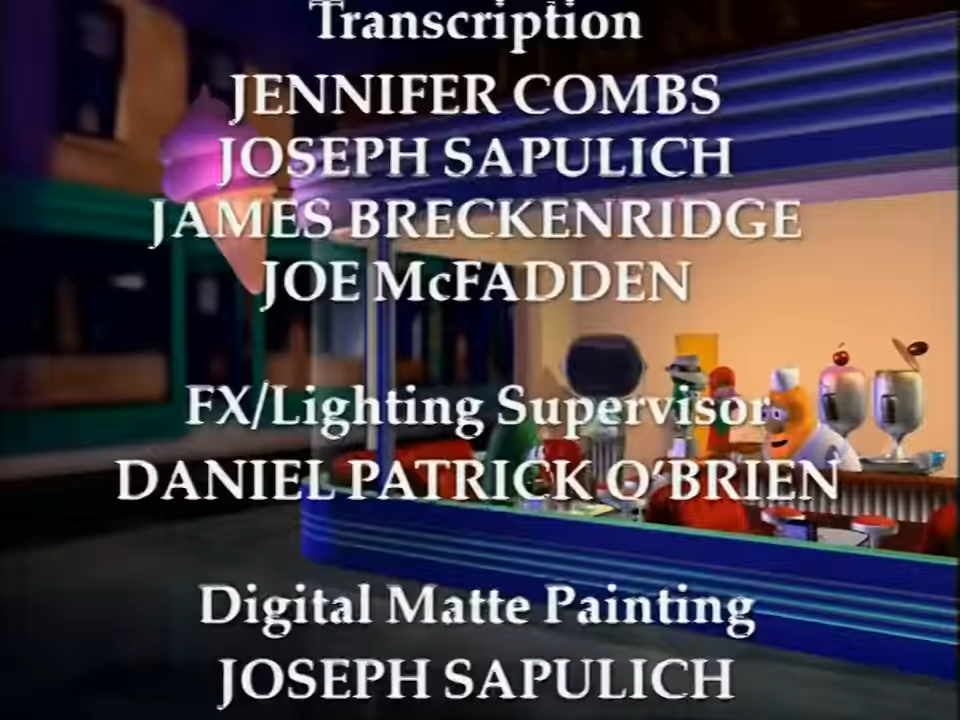 Transcription
JENNIFER COMBS
JOSEPH SAPULICH
JAMES BRECKENRIDGE
JOE McFADDEN
FX/Lighting Supervisor
DANIEL PATRICK O'BRIEN
Digital Matte Painting
JOSEPH SAPULICH